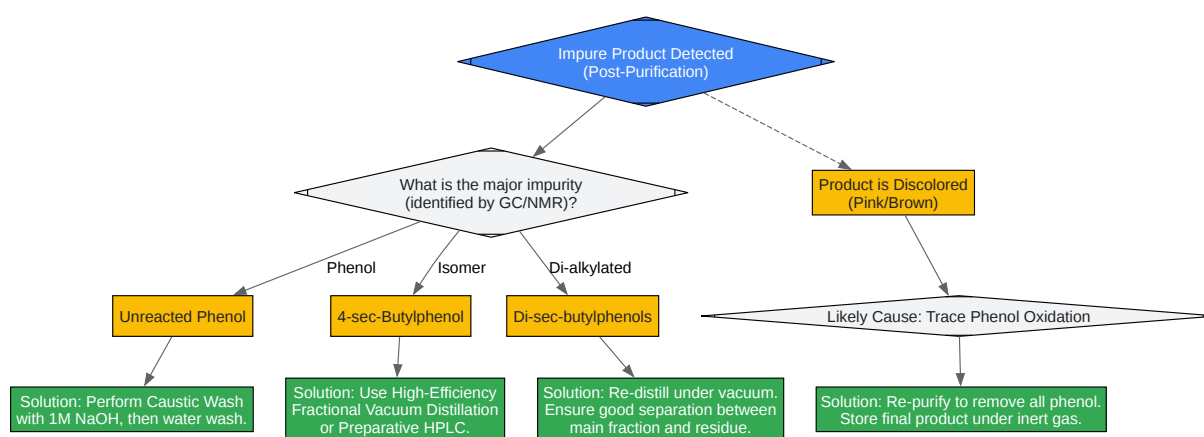 Impure Product Detected
(Post-Purification)
What is the major impurity
(identified by GC/NMR)?
Product is Discolored
(Pink/Brown)
Phenol
Isomer
Di-alkylated
Unreacted Phenol
4-sec-Butylphenol
Di-sec-butylphenols
Likely Cause: Trace Phenol Oxidation
Solution: Perform Caustic Wash
with 1M NaOH, then water wash.
Solution: Use High-Efficiency
Fractional Vacuum Distillation
or Preparative HPLC.
Solution: Re-distill under vacuum.
Ensure good separation between
main fraction and residue.
Solution: Re-purify to remove all phenol.
Store final product under inert gas.